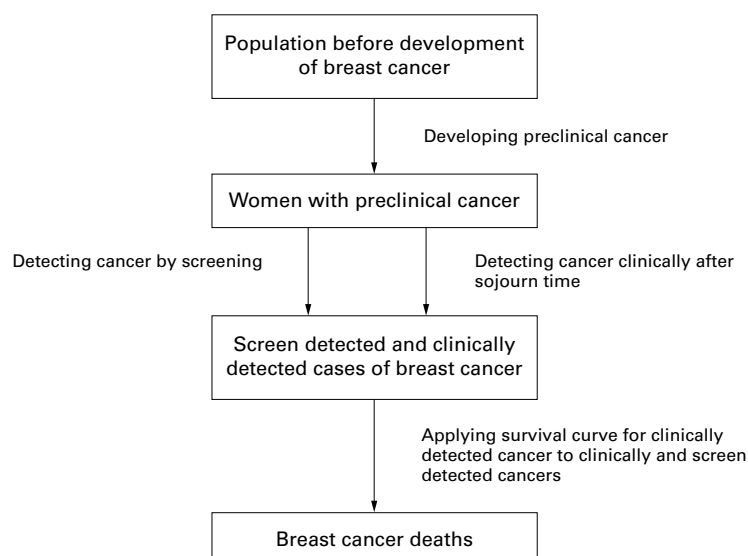 Population before development
of breast cancer
Developing preclinical cancer
Women with preclinical cancer
Detecting cancer by screening
Detecting cancer clinically after
sojourn time
Screen detected and clinically
detected cases of breast cancer
Applying survival curve for clinically
detected cancer to clinically and screen
detected cancers
Breast cancer deaths